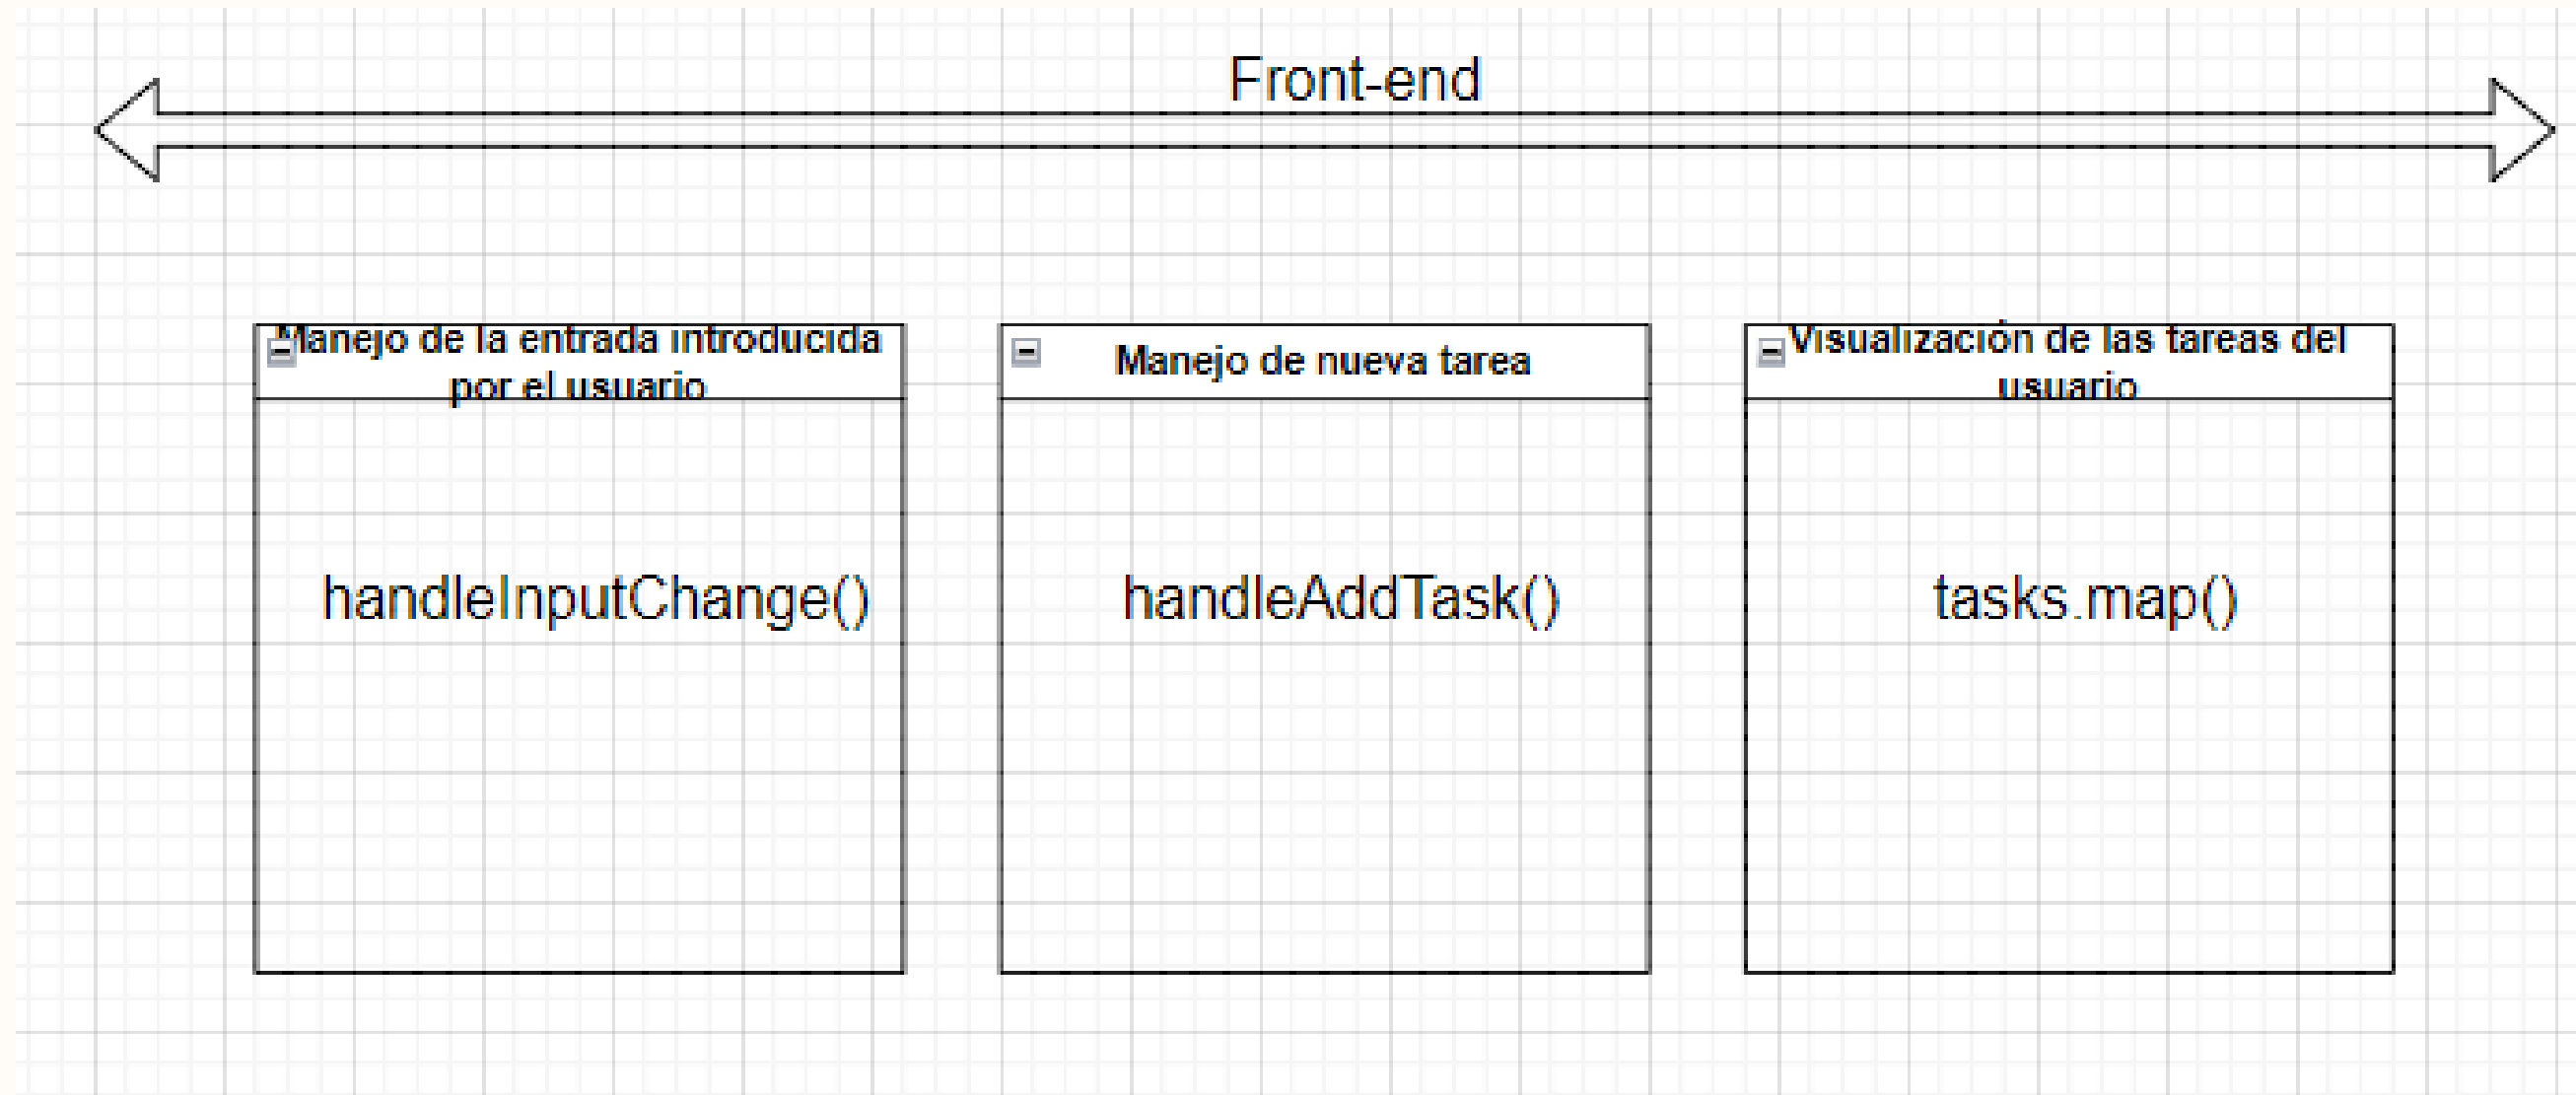 Front-end
Manejo de la entrada introducida
por el usuario
Manejo de nueva tarea
Visualización de las tareas del
usuario
handleInputChange()
handleAddTask()
tasks.map()